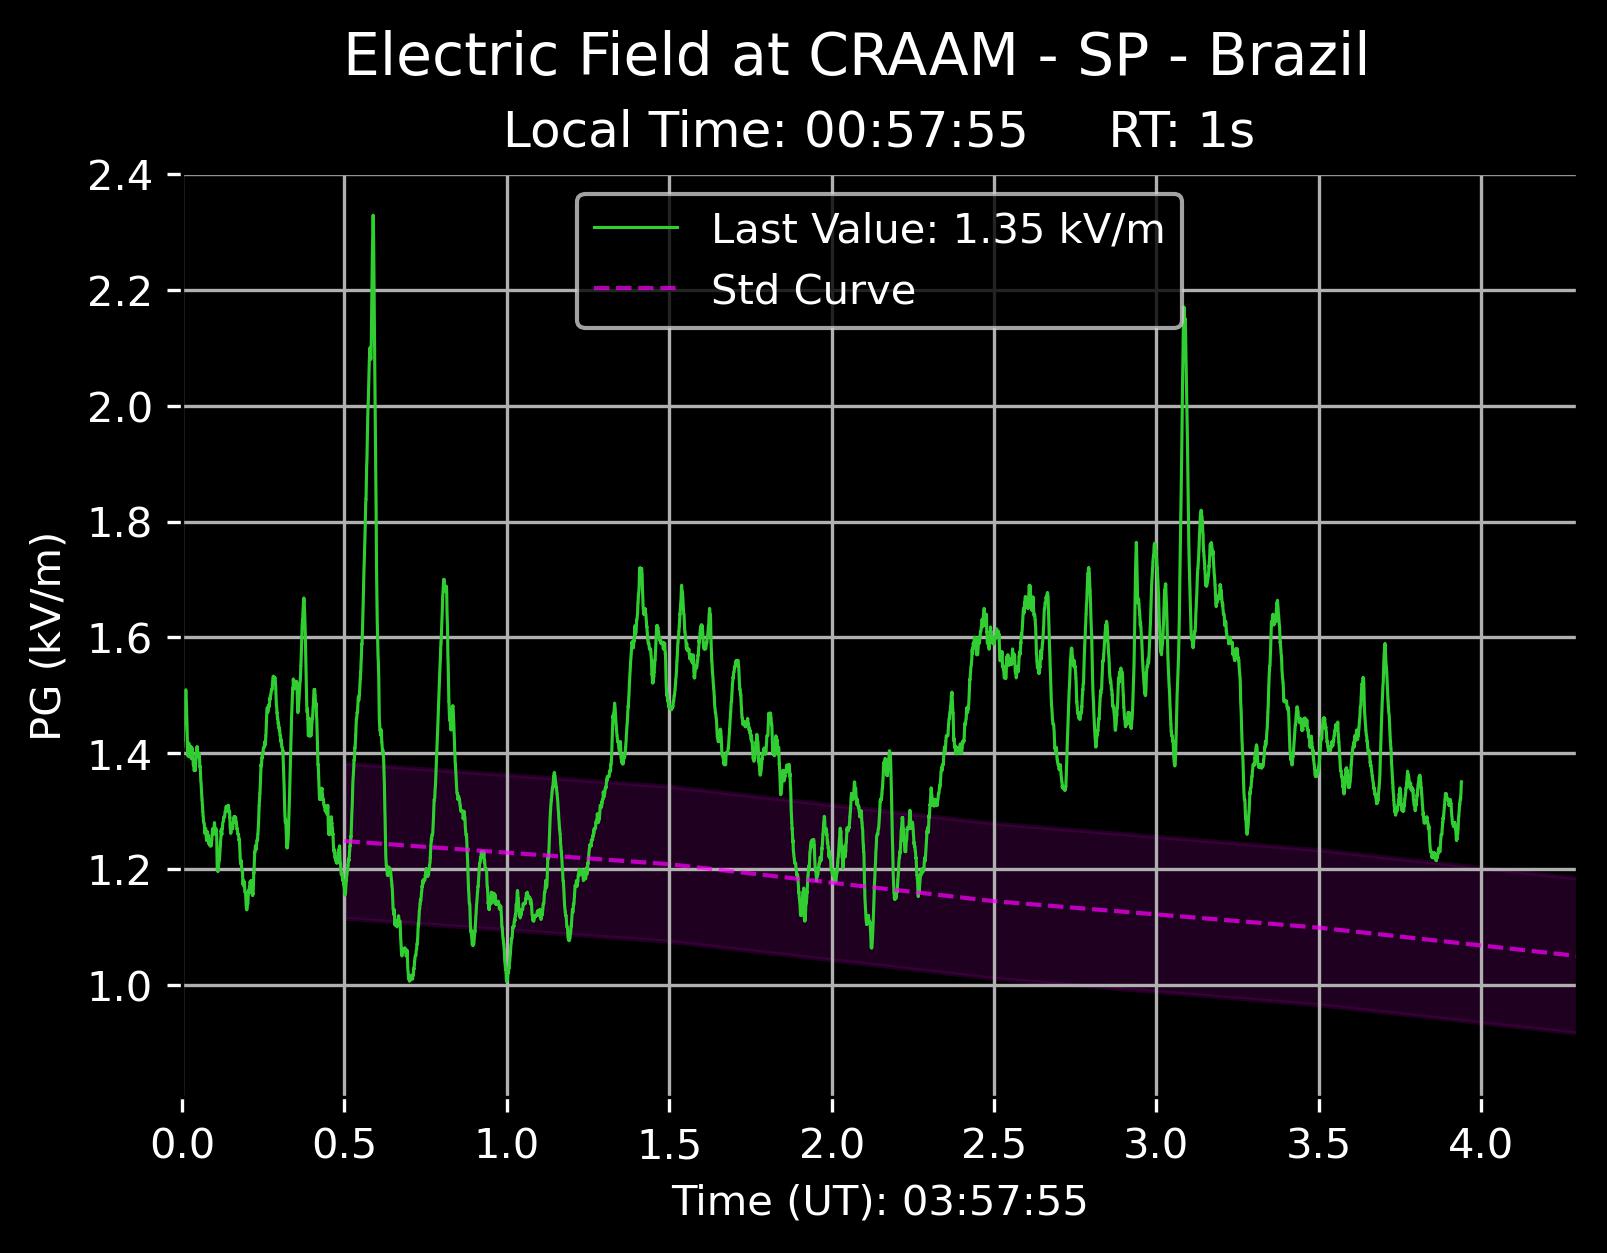 Electric Field at CRAAM - SP - Brazil
Local Time: 00:57:55 RT: 1s
Last Value: 1.35 kV/m
Std Curve
PG (kV/m)
2.4
2.2
2.0
1.8
1.6
1.4
1.2
1.0
0.0 0.5 1.0 1.5 2.0 2.5 3.0 3.5 4.0
Time (UT): 03:57:55